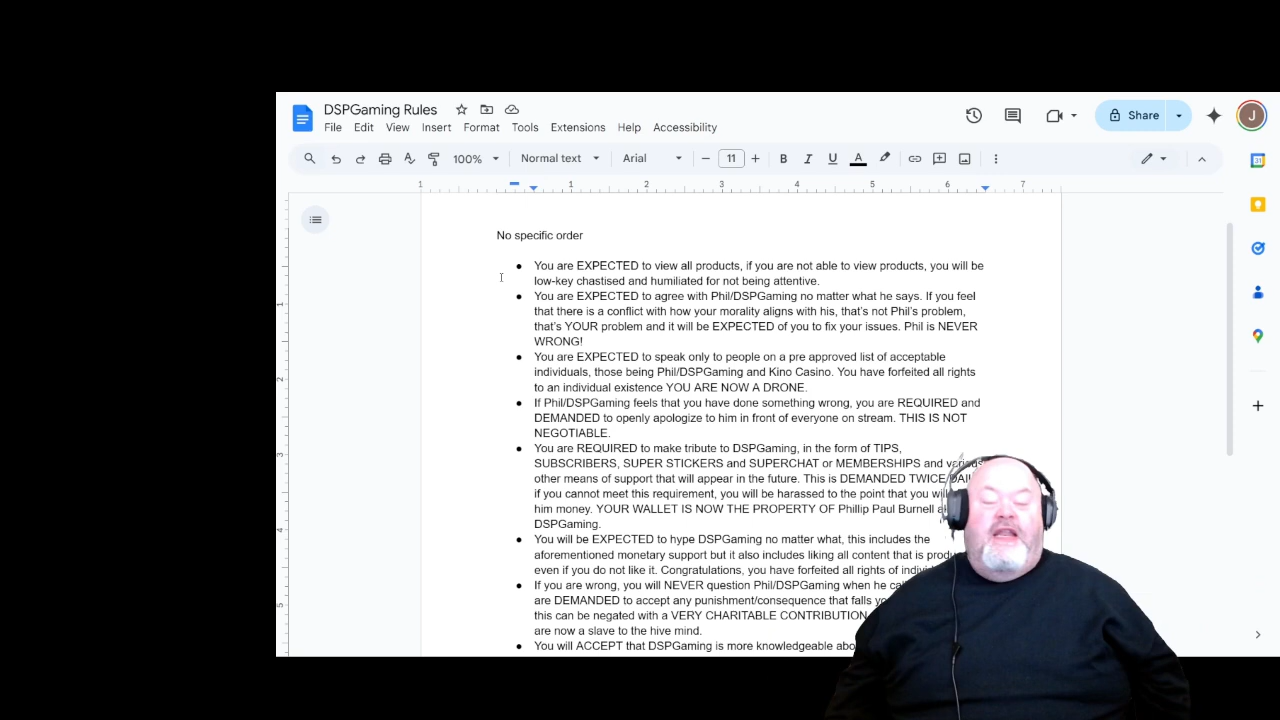 DSPGaming Rules
File Edit View Insert Format Tools Extensions Help Accessibility
Share
J
100% Normal text Arial 11 B I U A
31
1 1 2 3 4 5 6 7
No specific order
● You are EXPECTED to view all products, if you are not able to view products, you will be
low-key chastised and humiliated for not being attentive.
● You are EXPECTED to agree with Phil/DSPGaming no matter what he says. If you feel
that there is a conflict with how your morality aligns with his, that's not Phil's problem,
that's YOUR problem and it will be EXPECTED of you to fix your issues. Phil is NEVER
WRONG!
● You are EXPECTED to speak only to people on a pre approved list of acceptable
individuals, those being Phil/DSPGaming and Kino Casino. You have forfeited all rights
to an individual existence YOU ARE NOW A DRONE.
● If Phil/DSPGaming feels that you have done something wrong, you are REQUIRED and
DEMANDED to openly apologize to him in front of everyone on stream. THIS IS NOT
NEGOTIABLE.
● You are REQUIRED to make tribute to DSPGaming, in the form of TIPS,
SUBSCRIBERS, SUPER STICKERS and SUPERCHAT or MEMBERSHIPS and various
other means of support that will appear in the future. This is DEMANDED TWICE
if you cannot meet this requirement, you will be harassed to the point that you
him money. YOUR WALLET IS NOW THE PROPERTY OF Phillip Paul Burnell
DSPGaming.
● You will be EXPECTED to hype DSPGaming no matter what, this includes the
aforementioned monetary support but it also includes liking all content that is
even if you do not like it. Congratulations, you have forfeited all rights of
● If you are wrong, you will NEVER question Phil/DSPGaming when he
are DEMANDED to accept any punishment/consequence that falls
this can be negated with a VERY CHARITABLE CONTRIBUTION
are now a slave to the hive mind.
● You will ACCEPT that DSPGaming is more knowledgeable
1
2
3
4
5